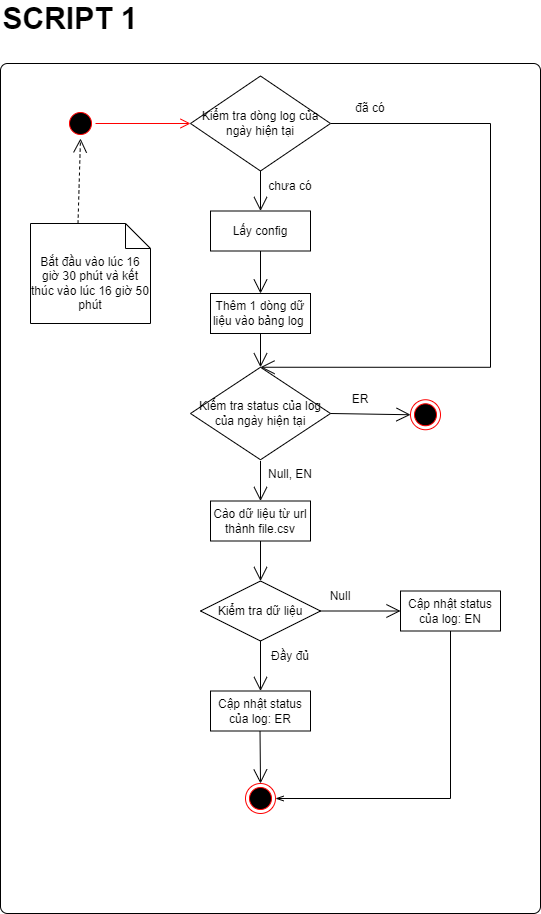 SCRIPT 1
Kiểm tra dòng log của
ngày hiện tại
đã có
chưa có
Lấy config
Bắt đầu vào lúc 16
giờ 30 phút và kết
thúc vào lúc 16 giờ 50
phút
Thêm 1 dòng dữ
liệu vào bảng log
Kiểm tra status của log
của ngày hiện tại
ER
Null, EN
Cào dữ liệu từ url
thành file.csv
Kiểm tra dữ liệu
Null
Cập nhật status
của log: EN
Đầy đủ
Cập nhật status
của log: ER